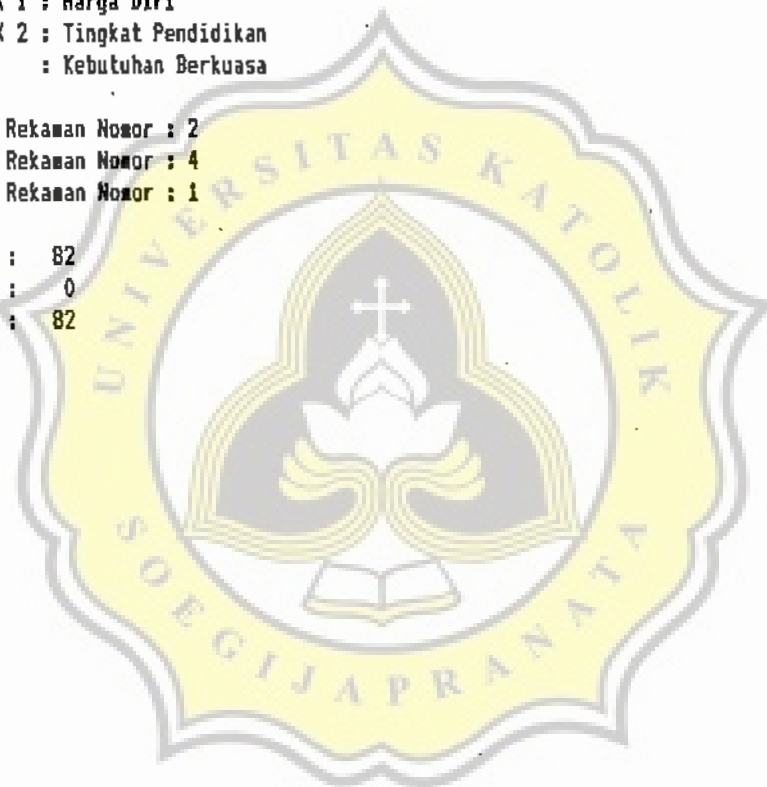 X 1 : Harga Diri
X 2 : Tingkat Pendidikan
: Kebutuhan Berkuasa
Rekaman Nomor : 2
Rekaman Nomor : 4
Rekaman Nomor : 1
: 82
: 0
: 82
UNIVERSITAS KATOLIK
SOEGIJAPRANATA